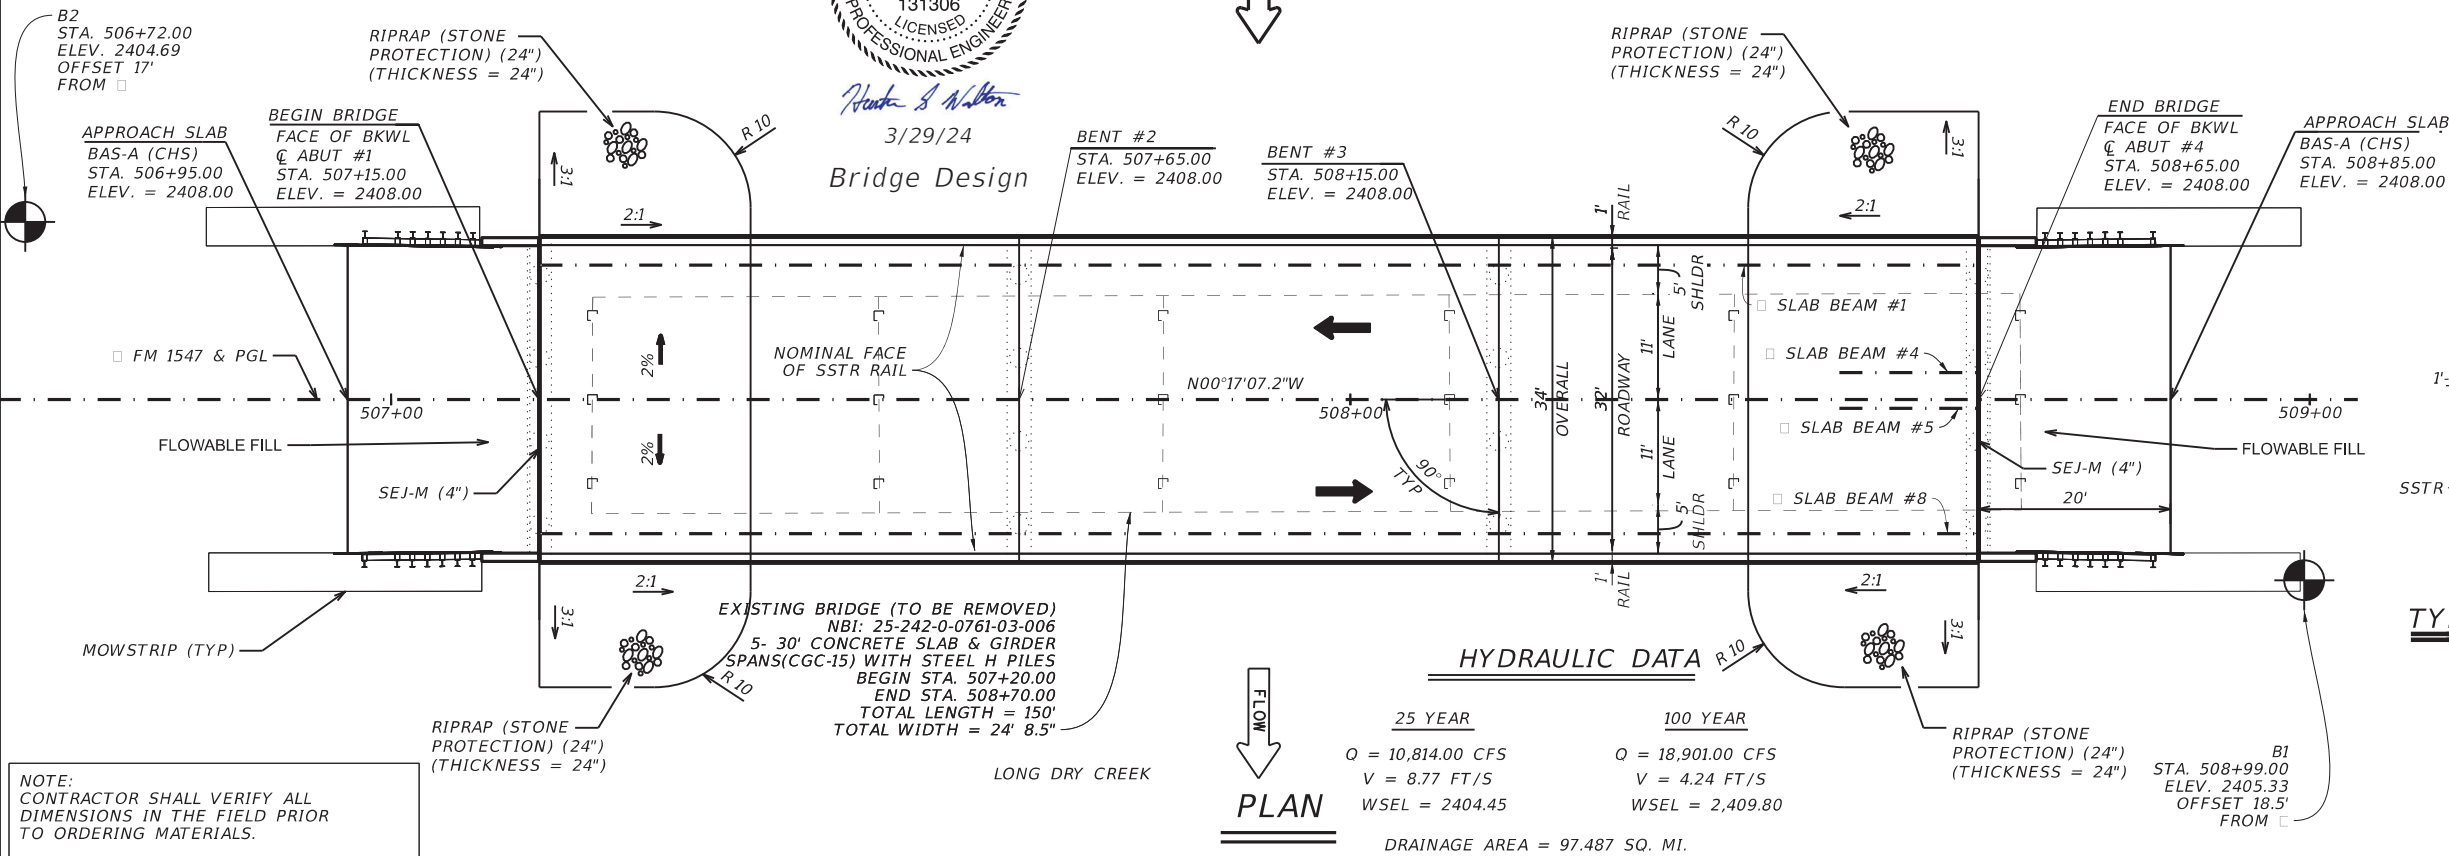 B2
STA. 506+72.00
ELEV. 2404.69
OFFSET 17'
FROM □
RIPRAP (STONE
PROTECTION) (24")
(THICKNESS = 24")
131306
LICENSED
PROFESSIONAL ENGINEER
Hunter S Walton
3/29/24
Bridge Design
RIPRAP (STONE
PROTECTION) (24")
(THICKNESS = 24")
APPROACH SLAB
BAS-A (CHS)
STA. 506+95.00
ELEV. = 2408.00
BEGIN BRIDGE
FACE OF BKWL
℄ ABUT #1
STA. 507+15.00
ELEV. = 2408.00
R 10
BENT #2
STA. 507+65.00
ELEV. = 2408.00
BENT #3
STA. 508+15.00
ELEV. = 2408.00
R 10
END BRIDGE
FACE OF BKWL
℄ ABUT #4
STA. 508+65.00
ELEV. = 2408.00
APPROACH SLAB
BAS-A (CHS)
STA. 508+85.00
ELEV. = 2408.00
3:1
2:1
1'
RAIL
2:1
3:1
5'
SHLDR
□ SLAB BEAM #1
□ FM 1547 & PGL
2%
NOMINAL FACE
OF SSTR RAIL
N00°17'07.2"W
11'
LANE
□ SLAB BEAM #4
507+00
508+00
34'
OVERALL
32'
ROADWAY
509+00
1'-
FLOWABLE FILL
2%
90°
TYP
11'
LANE
□ SLAB BEAM #5
FLOWABLE FILL
SEJ-M (4")
SEJ-M (4")
5'
SHLDR
□ SLAB BEAM #8
20'
SSTR
MOWSTRIP (TYP)
3:1
2:1
1'
RAIL
2:1
3:1
EXISTING BRIDGE (TO BE REMOVED)
NBI: 25-242-0-0761-03-006
5- 30' CONCRETE SLAB & GIRDER
SPANS(CGC-15) WITH STEEL H PILES
BEGIN STA. 507+20.00
END STA. 508+70.00
TOTAL LENGTH = 150'
TOTAL WIDTH = 24' 8.5"
R 10
R 10
TY
RIPRAP (STONE
PROTECTION) (24")
(THICKNESS = 24")
LONG DRY CREEK
FLOW
PLAN
HYDRAULIC DATA
25 YEAR
Q = 10,814.00 CFS
V = 8.77 FT/S
WSEL = 2404.45
100 YEAR
Q = 18,901.00 CFS
V = 4.24 FT/S
WSEL = 2,409.80
DRAINAGE AREA = 97.487 SQ. MI.
RIPRAP (STONE
PROTECTION) (24")
(THICKNESS = 24")
B1
STA. 508+99.00
ELEV. 2405.33
OFFSET 18.5'
FROM □
NOTE:
CONTRACTOR SHALL VERIFY ALL
DIMENSIONS IN THE FIELD PRIOR
TO ORDERING MATERIALS.